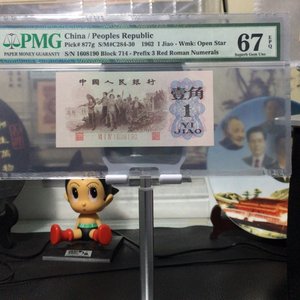 PMG
PAPER MONEY GUARANTY
China / Peoples Republic
Pick# 877g S/M#C284-30 1962 1 Jiao - Wmk: Open Star
S/N 1608190 Block 714 - Prefix 3 Red Roman Numerals
67 EPQ
Superb Gem Unc
中国人民银行
壹角
1
YI
JIAO